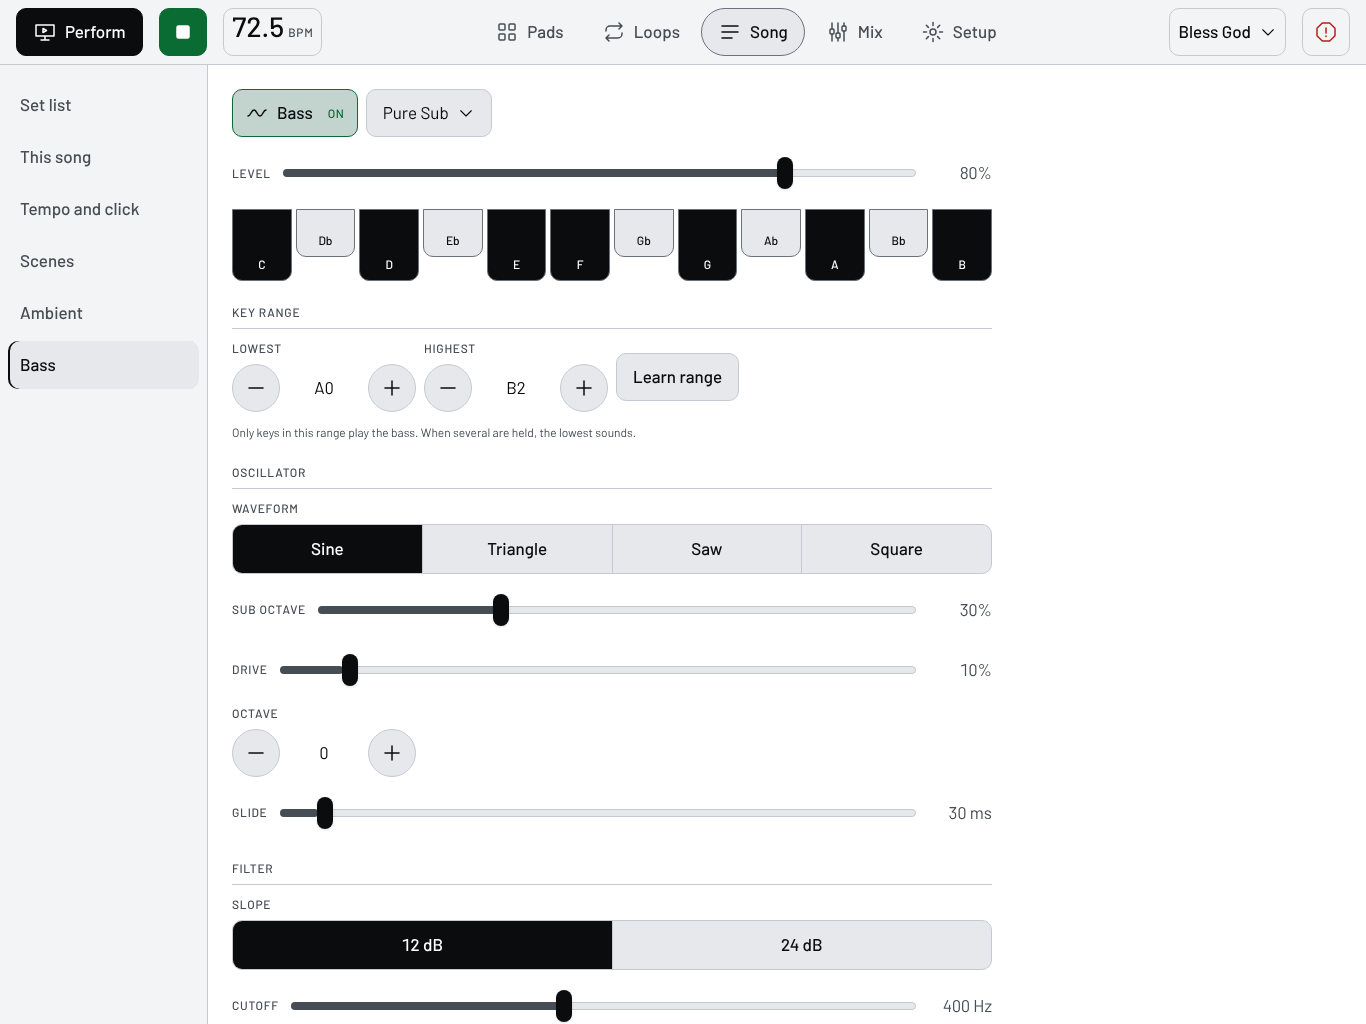 Perform
72.5 BPM
Pads
Loops
Song
Mix
Setup
Bless God
Set list
This song
Tempo and click
Scenes
Ambient
Bass
Bass ON
Pure Sub
LEVEL
80%
C Db D Eb E F Gb G Ab A Bb B
KEY RANGE
LOWEST
HIGHEST
A0
B2
Learn range
Only keys in this range play the bass. When several are held, the lowest sounds.
OSCILLATOR
WAVEFORM
Sine
Triangle
Saw
Square
SUB OCTAVE
30%
DRIVE
10%
OCTAVE
0
GLIDE
30 ms
FILTER
SLOPE
12 dB
24 dB
CUTOFF
400 Hz